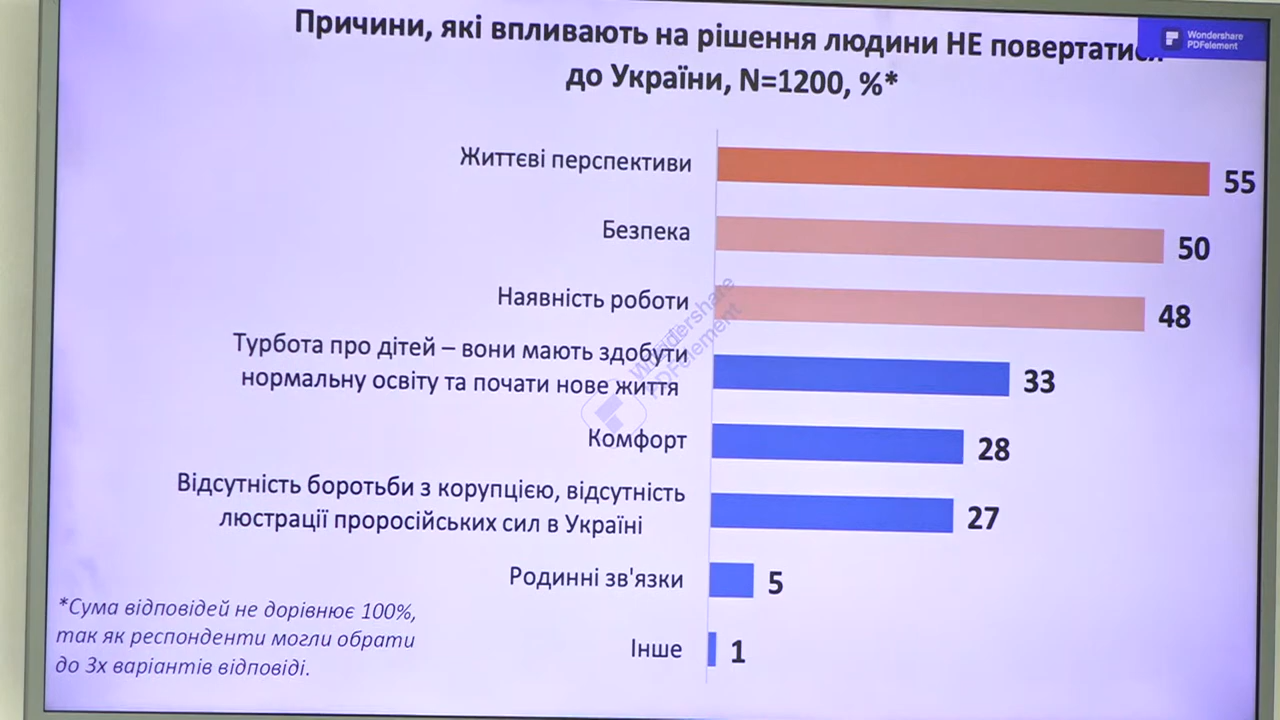 Причини, які впливають на рішення людини НЕ повертатися
до України, N=1200, %*
Wondershare
PDFelement
Життєві перспективи
55
Безпека
50
Наявність роботи
48
Турбота про дітей – вони мають здобути
нормальну освіту та почати нове життя
33
Wondershare
PDFelement
Комфорт
28
Відсутність боротьби з корупцією, відсутність
люстрації проросійських сил в Україні
27
Родинні зв'язки
5
Інше
1
*Сума відповідей не дорівнює 100%,
так як респонденти могли обрати
до 3х варіантів відповіді.